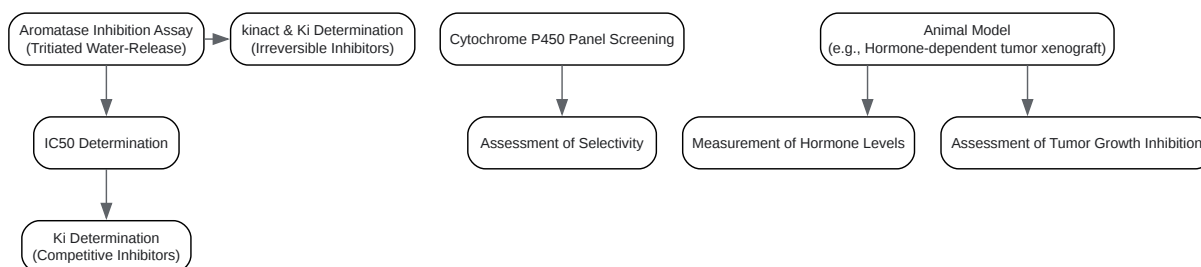 Aromatase Inhibition Assay
(Tritiated Water-Release)
kinact & Ki Determination
(Irreversible Inhibitors)
Cytochrome P450 Panel Screening
Animal Model
(e.g., Hormone-dependent tumor xenograft)
IC50 Determination
Assessment of Selectivity
Measurement of Hormone Levels
Assessment of Tumor Growth Inhibition
Ki Determination
(Competitive Inhibitors)